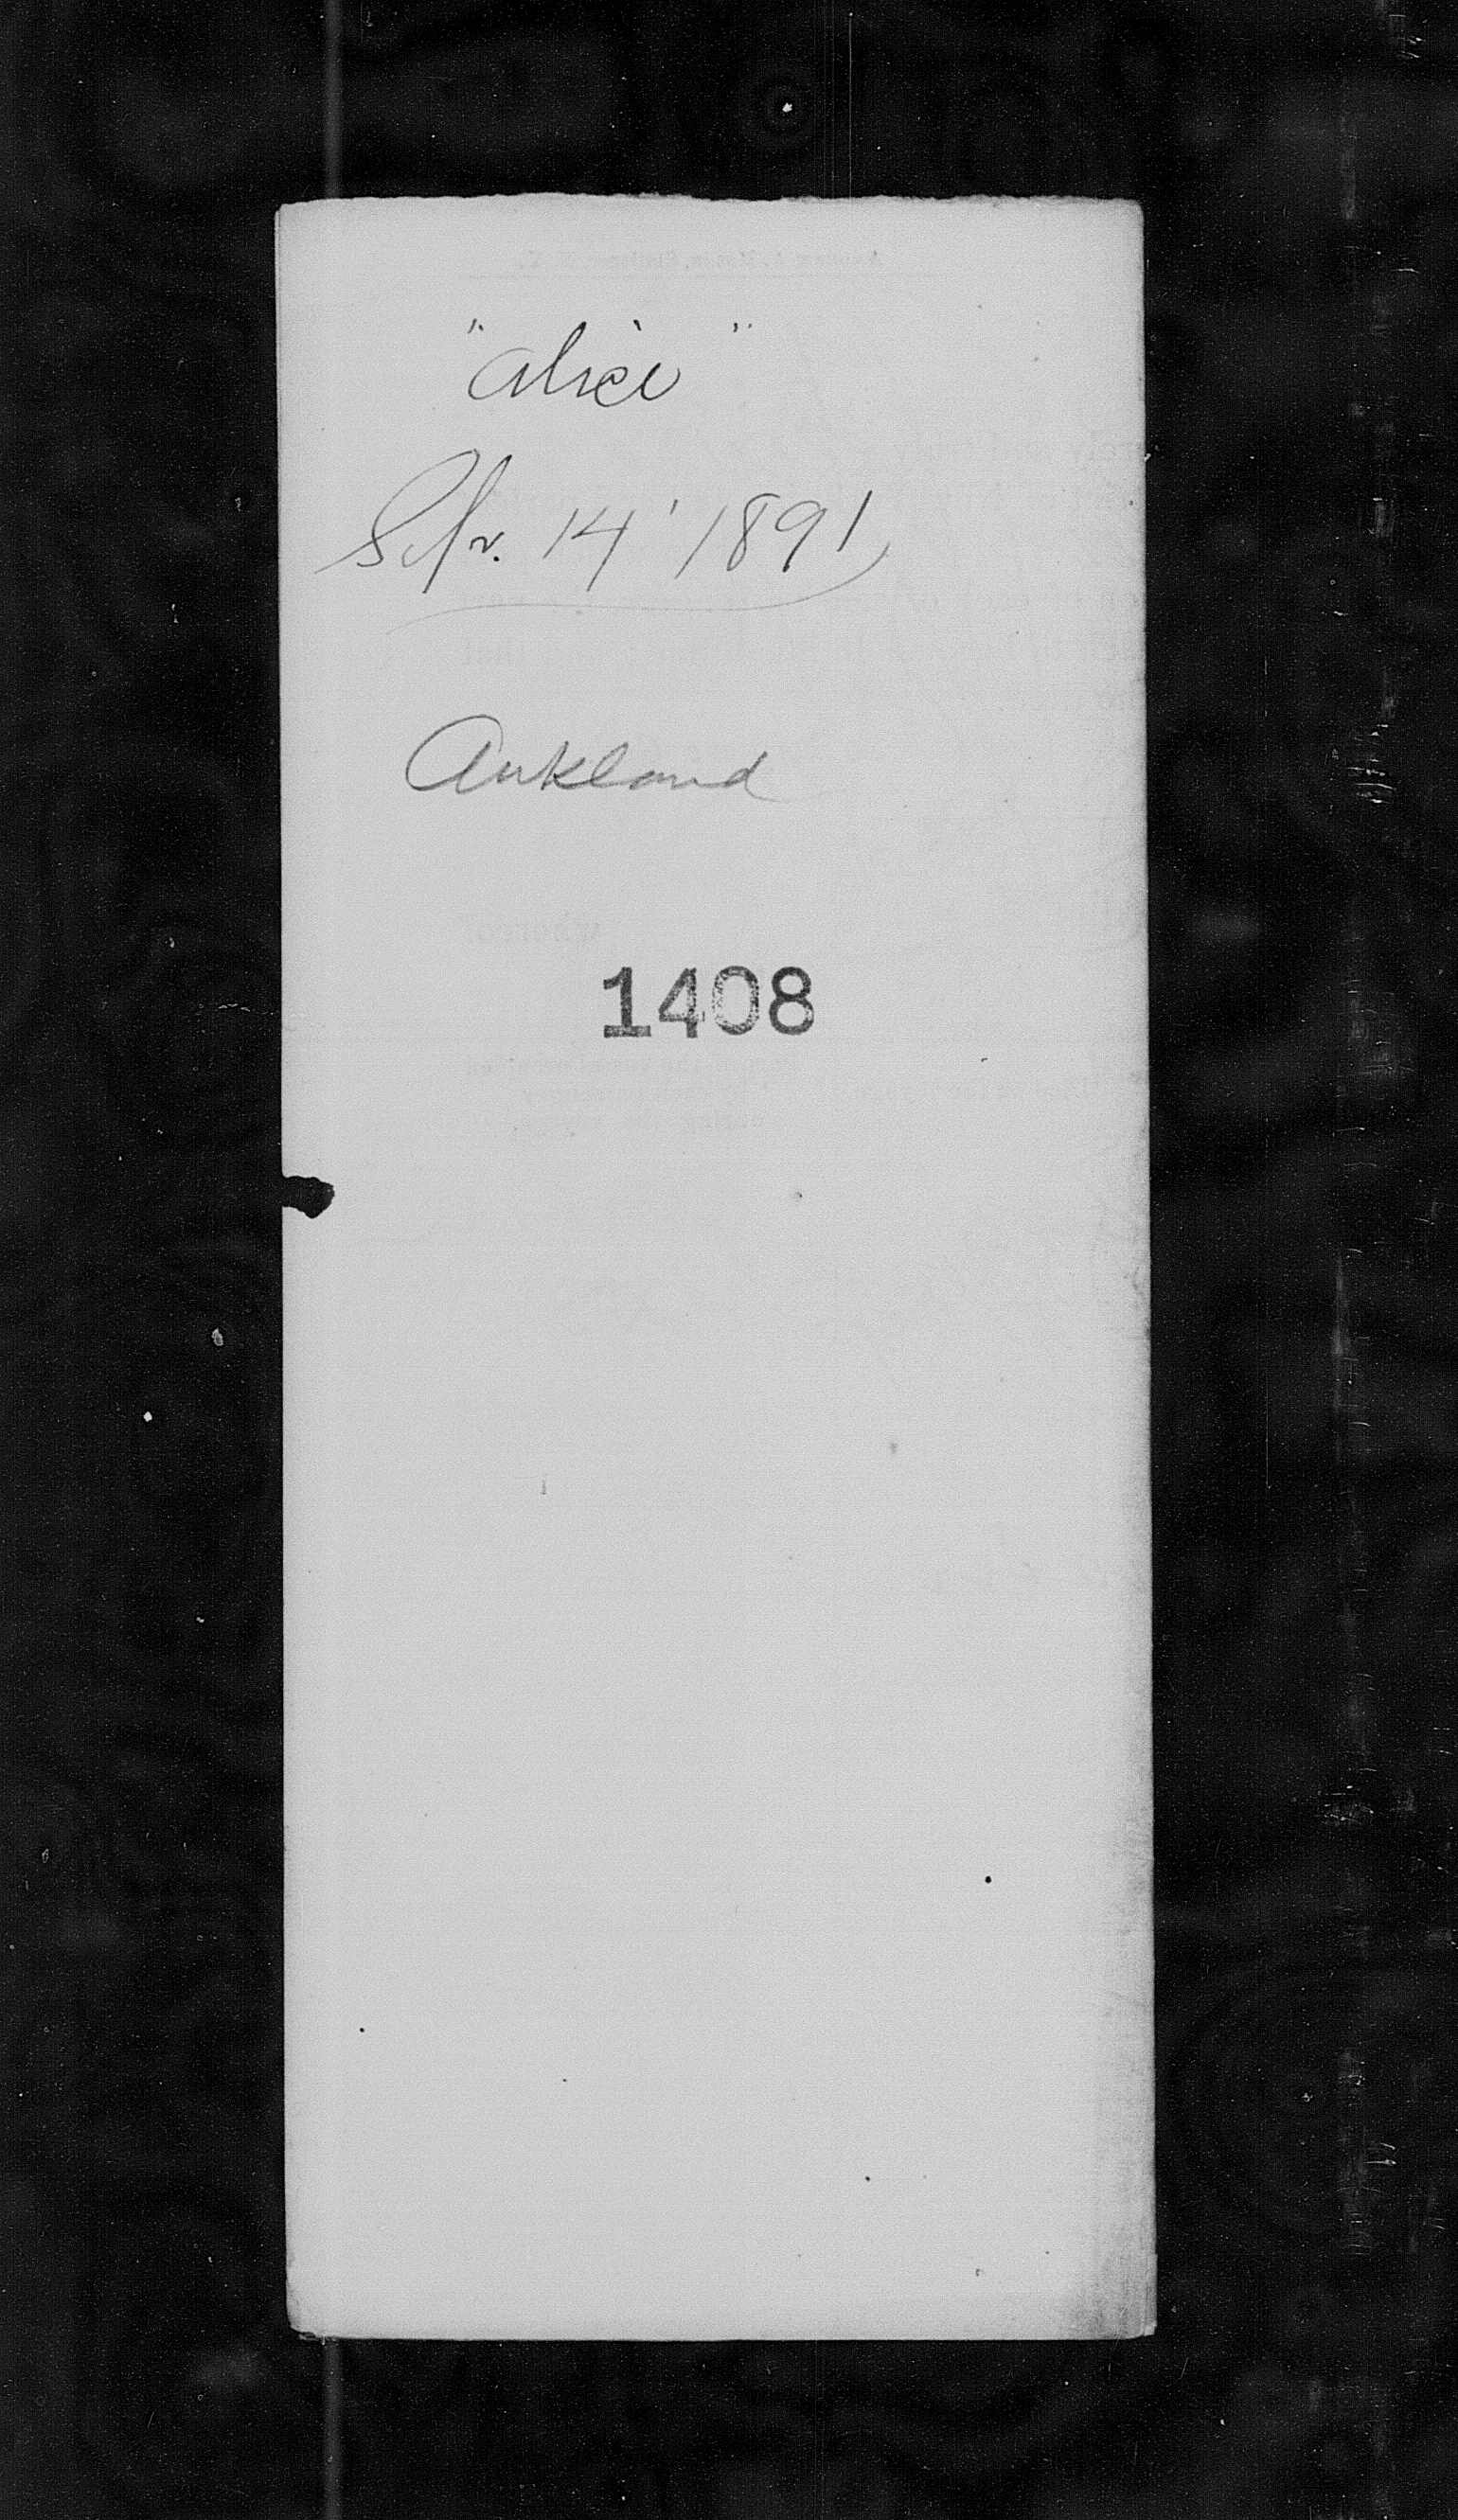 "Alice"
Sep. 14' 1891
Aukland
1408